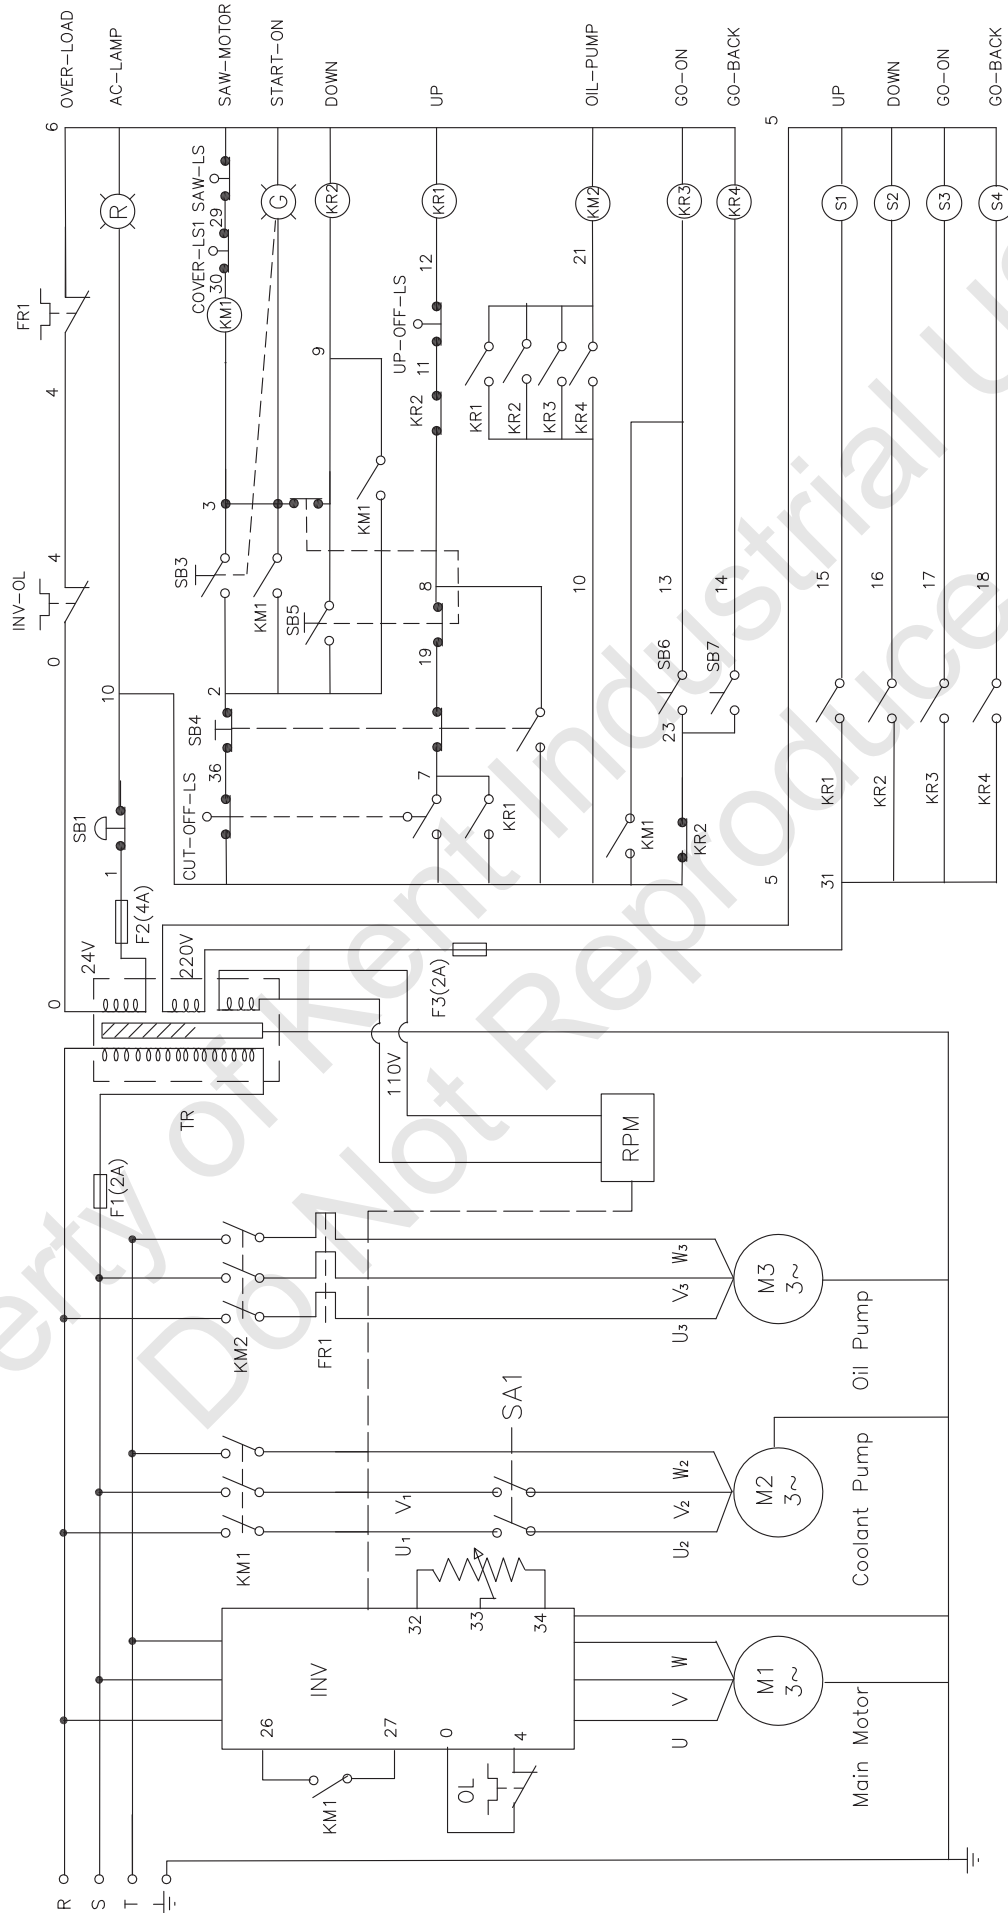 OVER-LOAD
AC-LAMP
SAW-MOTOR
START-ON
DOWN
UP
OIL-PUMP
GO-ON
GO-BACK
UP
DOWN
GO-ON
GO-BACK
6
5
R
COVER-LS1 SAW-LS
29
30
KM1
G
KR2
KR1
KM2
KR3
KR4
S1
S2
S3
S4
FR1
4
12
21
UP-OFF-LS
11
KR2
9
KR1
KR2
KR3
KR4
3
KM1
INV-OL
4
0
SB3
KM1
SB5
8
19
10
13
14
15
16
17
18
10
2
SB4
36
CUT-OFF-LS
7
KR1
SB6
SB7
23
KM1
KR2
KR1
KR2
KR3
KR4
SB1
1
5
31
F2(4A)
24V
220V
0
F3(2A)
110V
TR
F1(2A)
RPM
KM2
FR1
U3
V3
W3
M3
3~
Oil Pump
KM1
U1
V1
SA1
U2
V2
W2
M2
3~
Coolant Pump
INV
32
33
34
26
27
0
4
KM1
OL
U
V
W
M1
3~
Main Motor
R
S
T
Property of Kent Industrial U
Do Not Reproduce